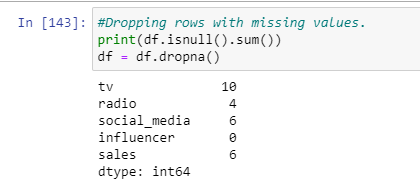 In [143]: #Dropping rows with missing values.
print(df.isnull().sum())
df = df.dropna()
tv 10
radio 4
social_media 6
influencer 0
sales 6
dtype: int64